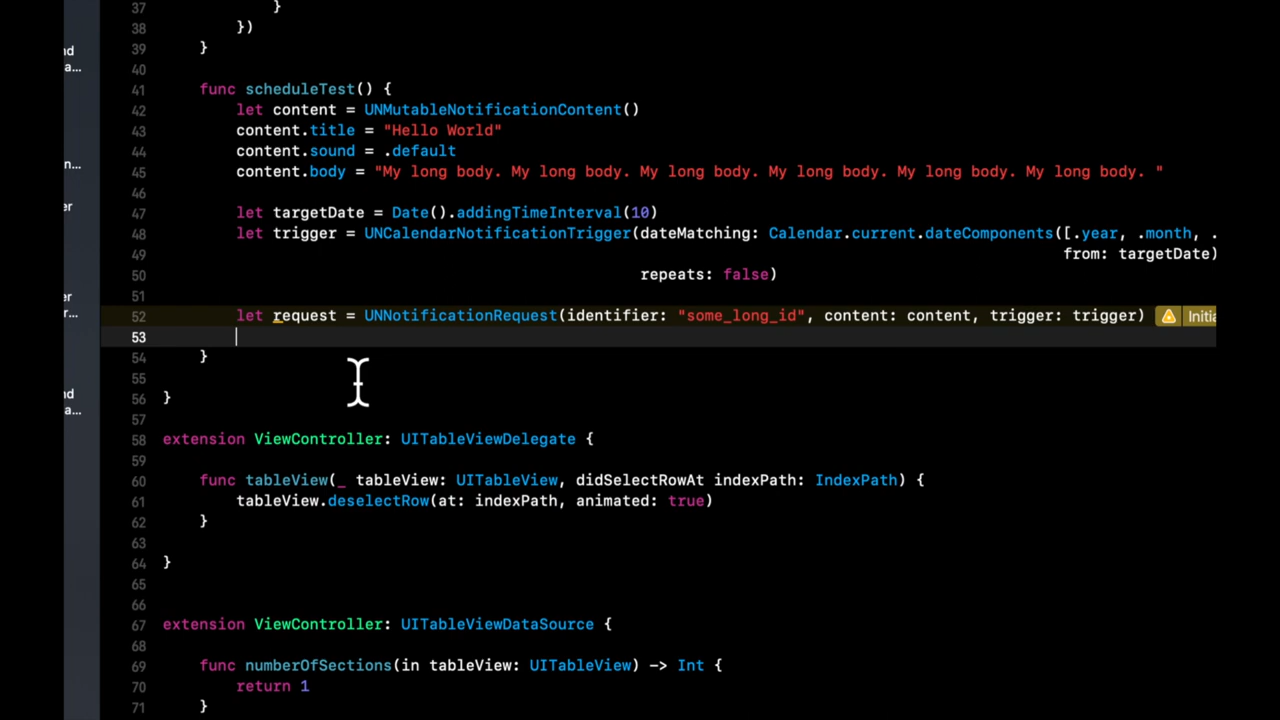 37 }
38 })
39 }
40
41 func scheduleTest() {
42 let content = UNMutableNotificationContent()
43 content.title = "Hello World"
44 content.sound = .default
45 content.body = "My long body. My long body. My long body. My long body. My long body. My long body. "
46
47 let targetDate = Date().addingTimeInterval(10)
48 let trigger = UNCalendarNotificationTrigger(dateMatching: Calendar.current.dateComponents([.year, .month, .
49 from: targetDate)
50 repeats: false)
51
52 let request = UNNotificationRequest(identifier: "some_long_id", content: content, trigger: trigger) Initia
53
54 }
55
56 }
57
58 extension ViewController: UITableViewDelegate {
59
60 func tableView(_ tableView: UITableView, didSelectRowAt indexPath: IndexPath) {
61 tableView.deselectRow(at: indexPath, animated: true)
62 }
63
64 }
65
66
67 extension ViewController: UITableViewDataSource {
68
69 func numberOfSections(in tableView: UITableView) -> Int {
70 return 1
71 }
nd
a...
n...
er
er
r...
nd
a...